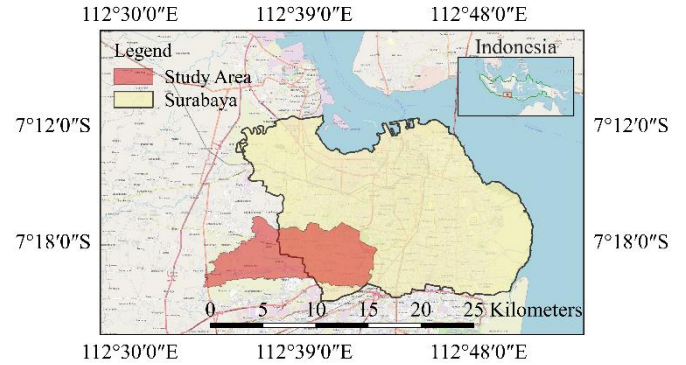 112°30′0″E 112°39′0″E 112°48′0″E
Legend
Study Area
Surabaya
Indonesia
7°12′0″S 7°12′0″S
7°18′0″S 7°18′0″S
0 5 10 15 20 25 Kilometers
112°30′0″E 112°39′0″E 112°48′0″E